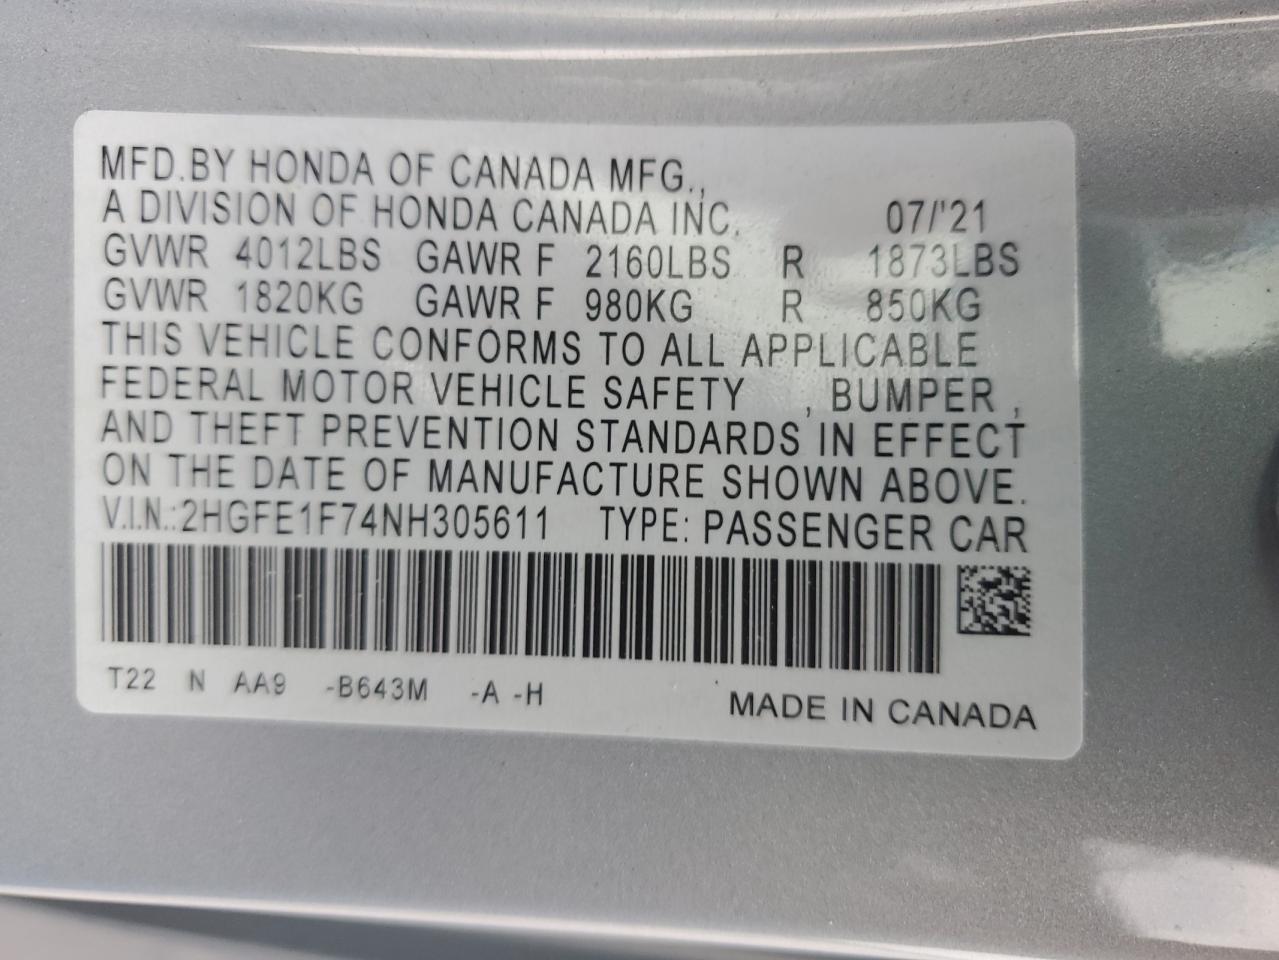 MFD.BY HONDA OF CANADA MFG.,
A DIVISION OF HONDA CANADA INC. 07/'21
GVWR 4012LBS GAWR F 2160LBS R 1873LBS
GVWR 1820KG GAWR F 980KG R 850KG
THIS VEHICLE CONFORMS TO ALL APPLICABLE
FEDERAL MOTOR VEHICLE SAFETY , BUMPER ,
AND THEFT PREVENTION STANDARDS IN EFFECT
ON THE DATE OF MANUFACTURE SHOWN ABOVE.
V.I.N.:2HGFE1F74NH305611 TYPE: PASSENGER CAR
T22 N AA9 -B643M -A -H MADE IN CANADA